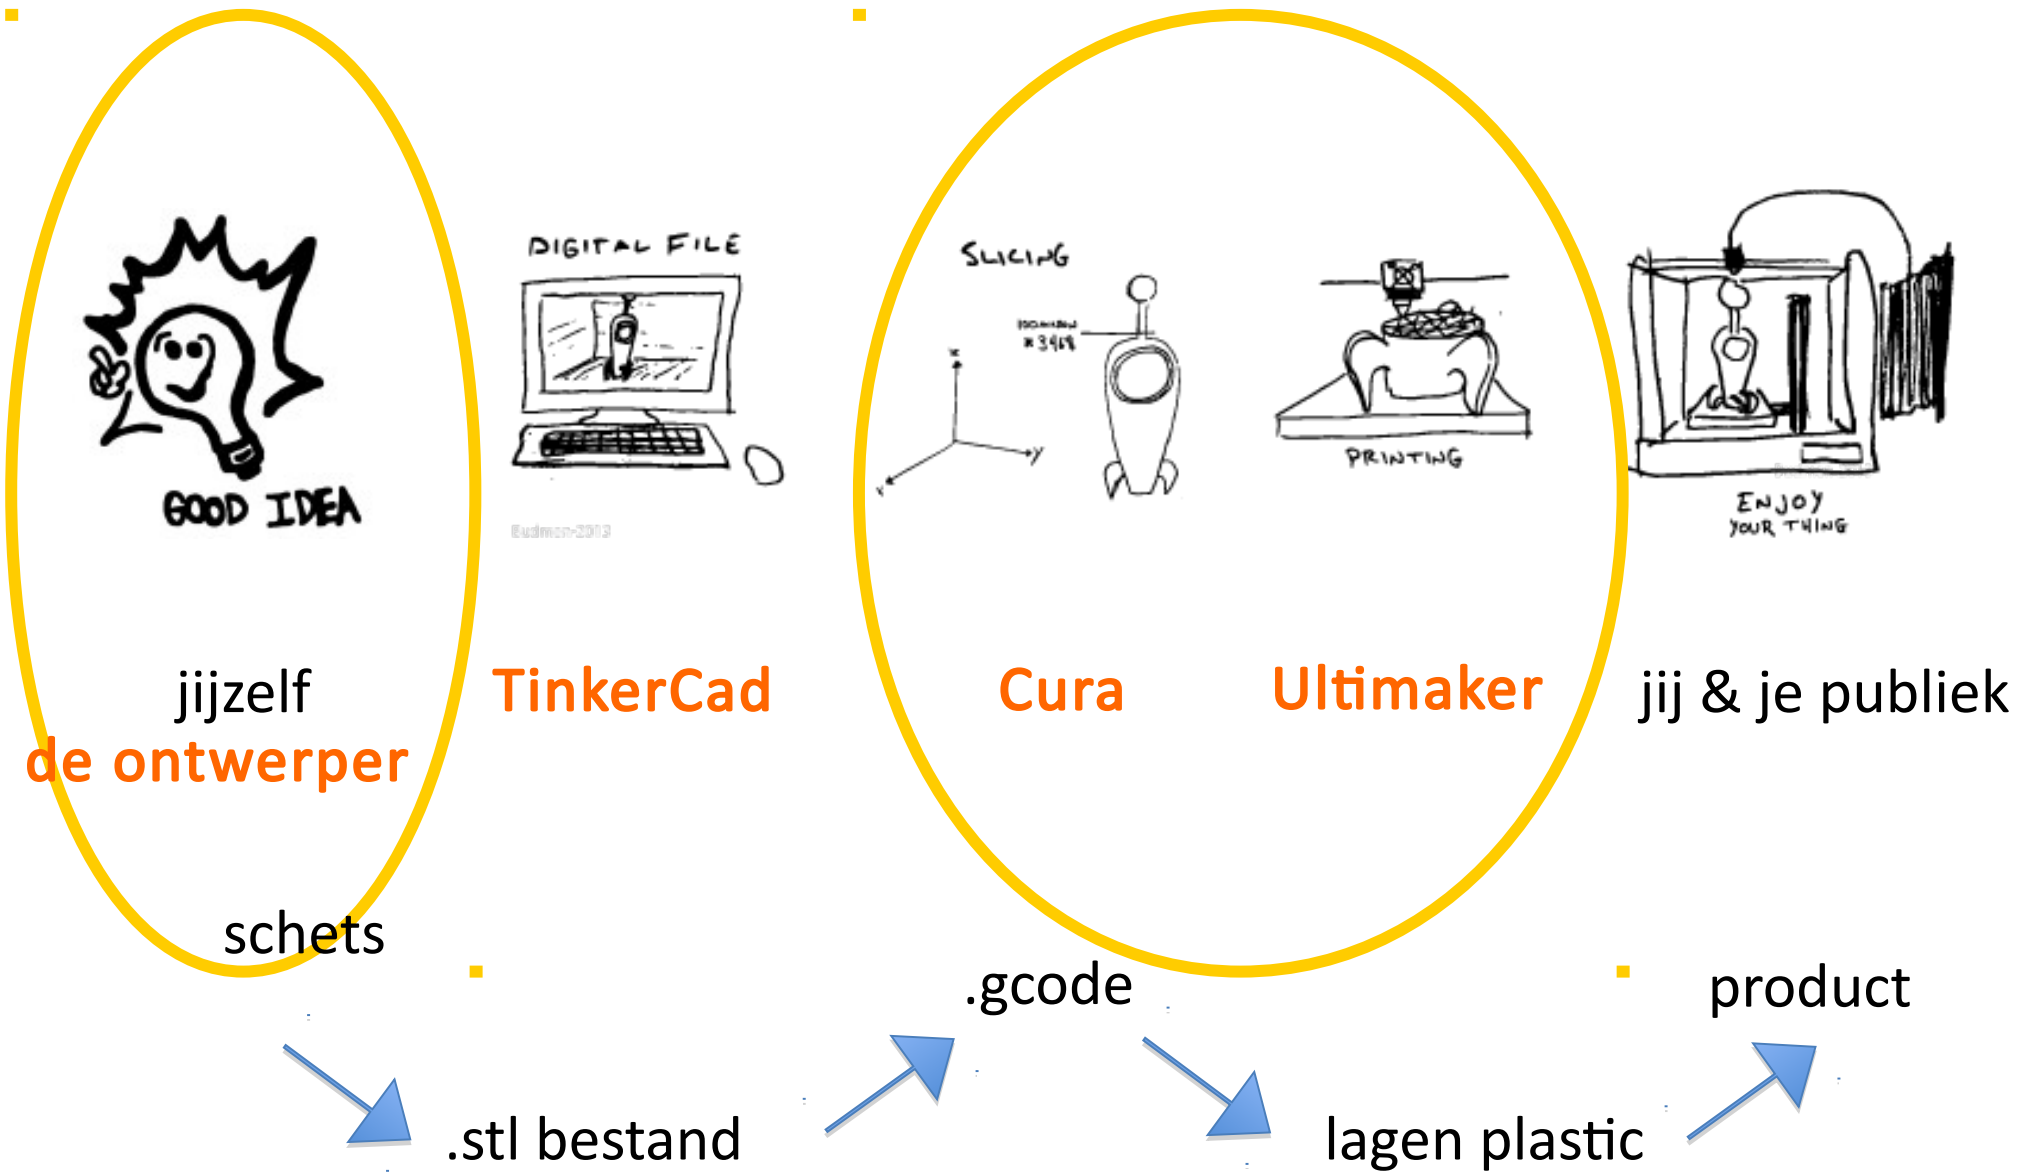 GOOD IDEA
DIGITAL FILE
SLICING
PRINTING
ENJOY
YOUR THING
jijzelf
de ontwerper
TinkerCad
Cura
Ultimaker
jij & je publiek
schets
.stl bestand
.gcode
lagen plastic
product